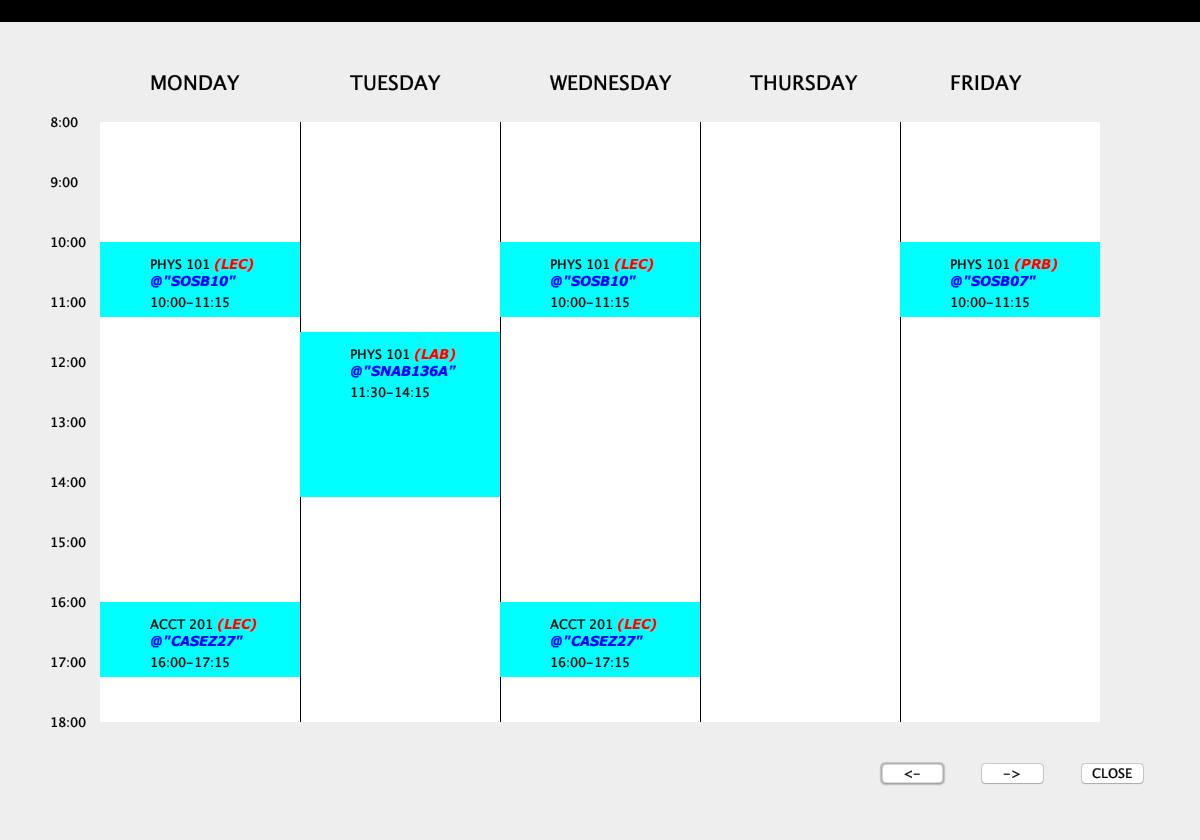 MONDAY TUESDAY WEDNESDAY THURSDAY FRIDAY
8:00
9:00
10:00
PHYS 101 (LEC) PHYS 101 (LEC) PHYS 101 (PRB)
@"SOSB10" @"SOSB10" @"SOSB07"
11:00 10:00-11:15 10:00-11:15 10:00-11:15
12:00 PHYS 101 (LAB)
@"SNAB136A"
11:30-14:15
13:00
14:00
15:00
16:00
ACCT 201 (LEC) ACCT 201 (LEC)
@"CASEZ27" @"CASEZ27"
17:00 16:00-17:15 16:00-17:15
18:00
<- -> CLOSE